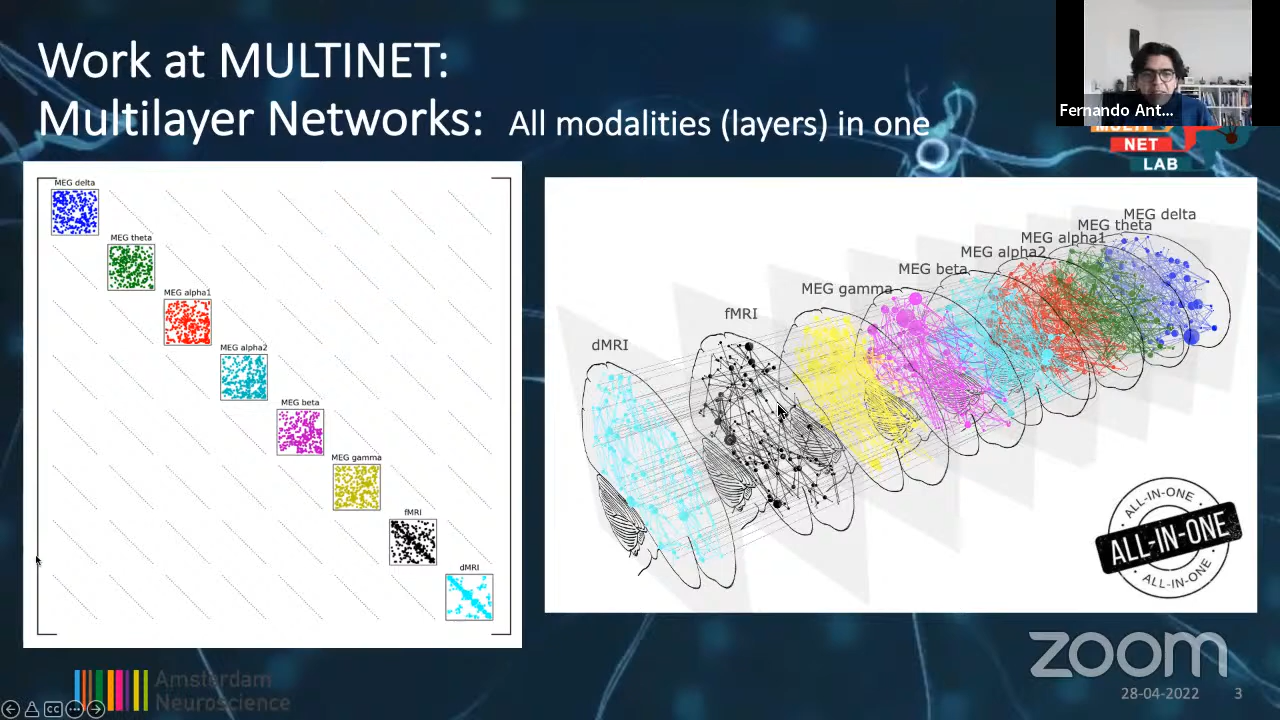 Work at MULTINET:
Multilayer Networks: All modalities (layers) in one
Fernando Ant...
MULTI
NET
LAB
MEG delta
MEG theta
MEG alpha1
MEG alpha2
MEG beta
MEG gamma
fMRI
dMRI
MEG delta
MEG theta
MEG alpha1
MEG alpha2
MEG beta
MEG gamma
fMRI
dMRI
ALL-IN-ONE
ALL-IN-ONE
ALL-IN-ONE
Amsterdam
Neuroscience
zoom
28-04-2022 3
CC